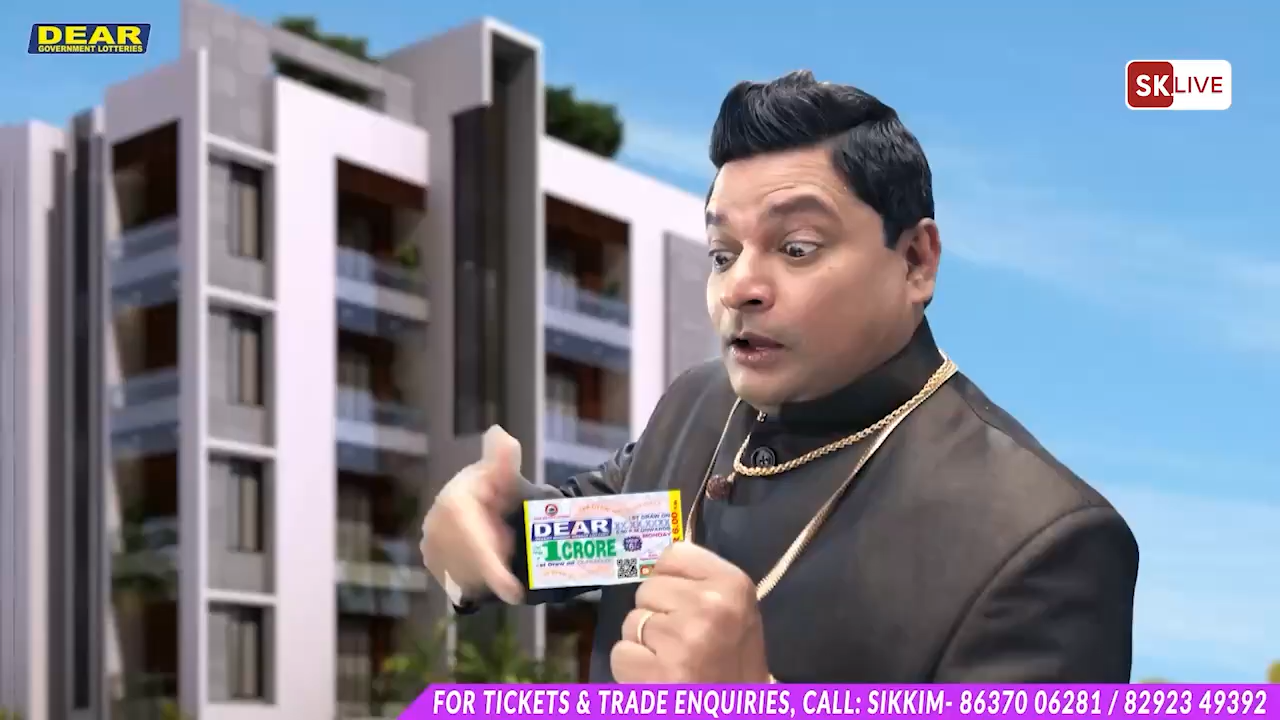 DEAR
GOVERNMENT LOTTERIES
SK LIVE
DEAR
1 CRORE
MONDAY
FOR TICKETS & TRADE ENQUIRIES, CALL: SIKKIM- 86370 06281 / 82923 49392